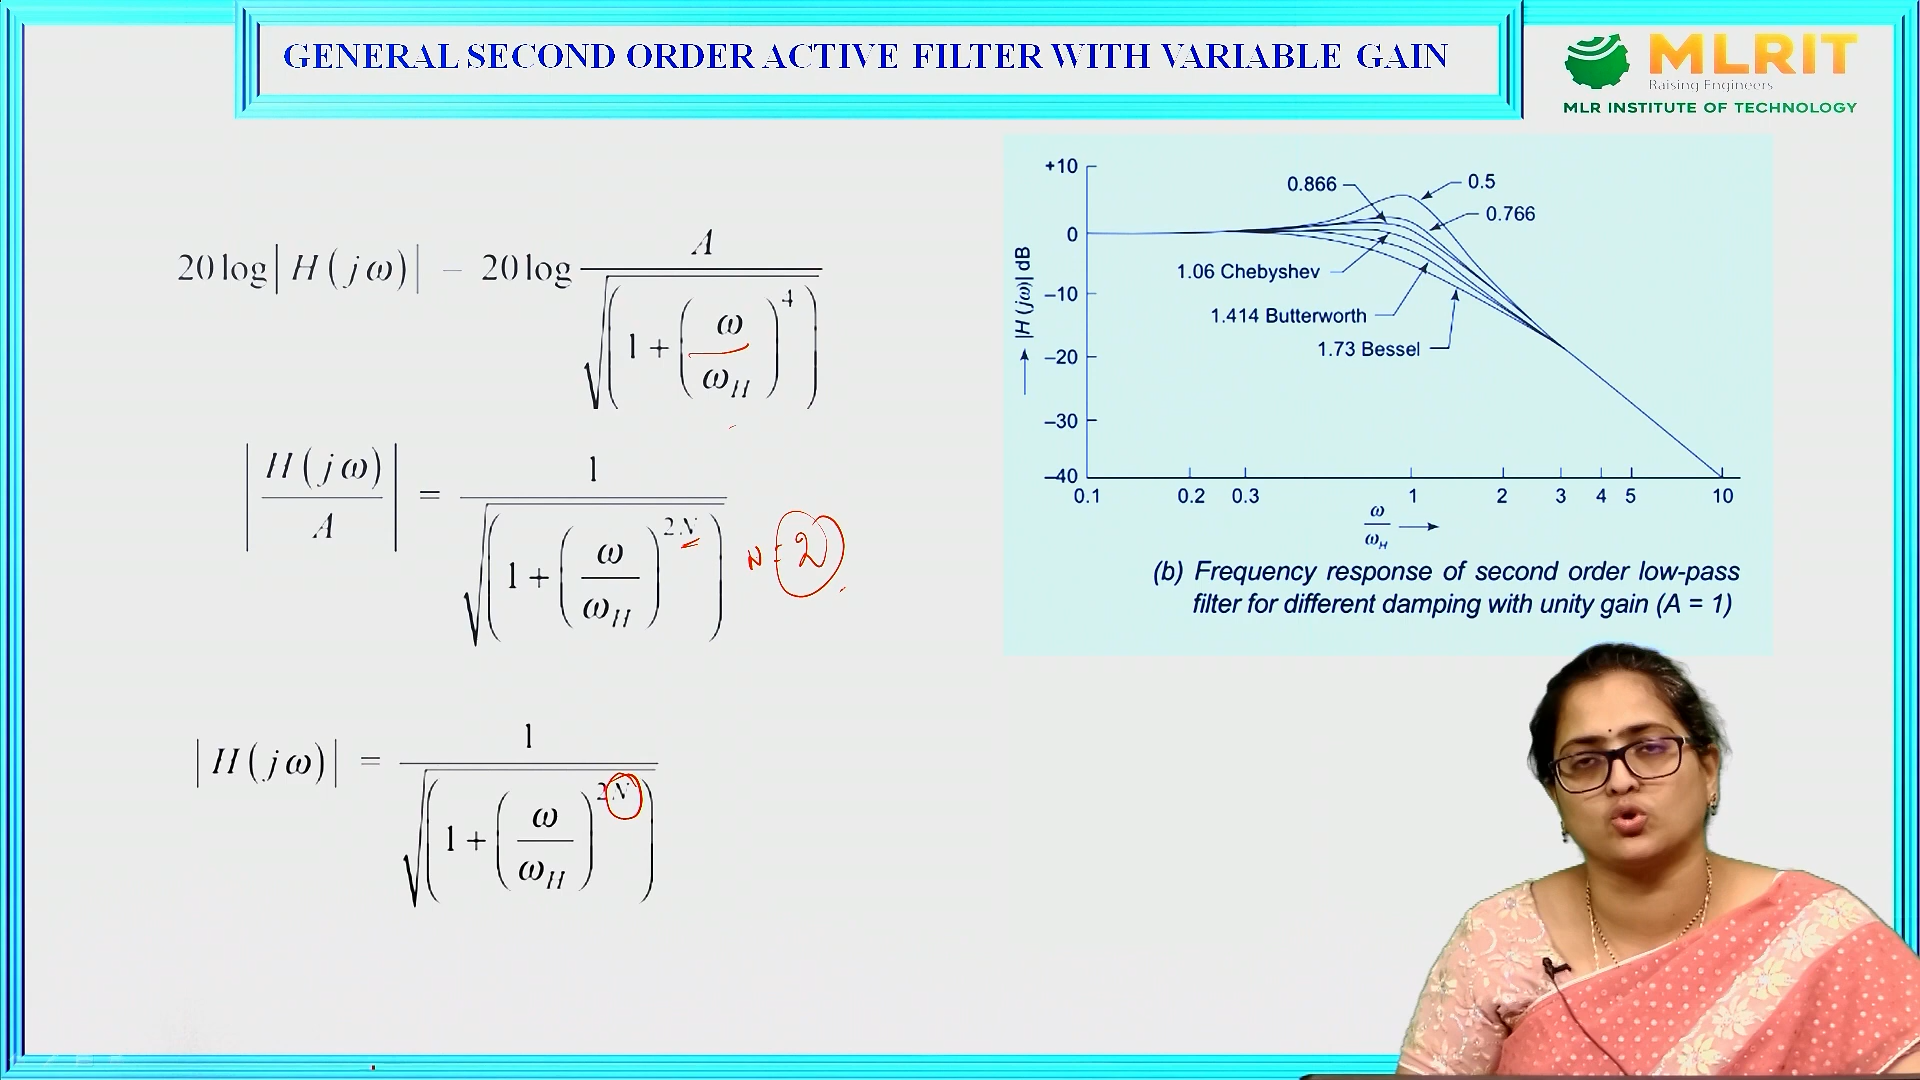 GENERAL SECOND ORDER ACTIVE FILTER WITH VARIABLE GAIN
MLRIT
Raising Engineers
MLR INSTITUTE OF TECHNOLOGY
20 log | H ( jω) | − 20 log A / √(1 + (ω / ω_H)^4)
| H ( jω) / A | = 1 / √(1 + (ω / ω_H)^2N)
N = 2
| H ( jω) | = 1 / √(1 + (ω / ω_H)^2N)
+10
0
–10
–20
–30
–40
|H (jω)| dB
0.866
0.5
0.766
1.06 Chebyshev
1.414 Butterworth
1.73 Bessel
0.1 0.2 0.3 1 2 3 4 5 10
ω / ω_H
(b) Frequency response of second order low-pass
filter for different damping with unity gain (A = 1)